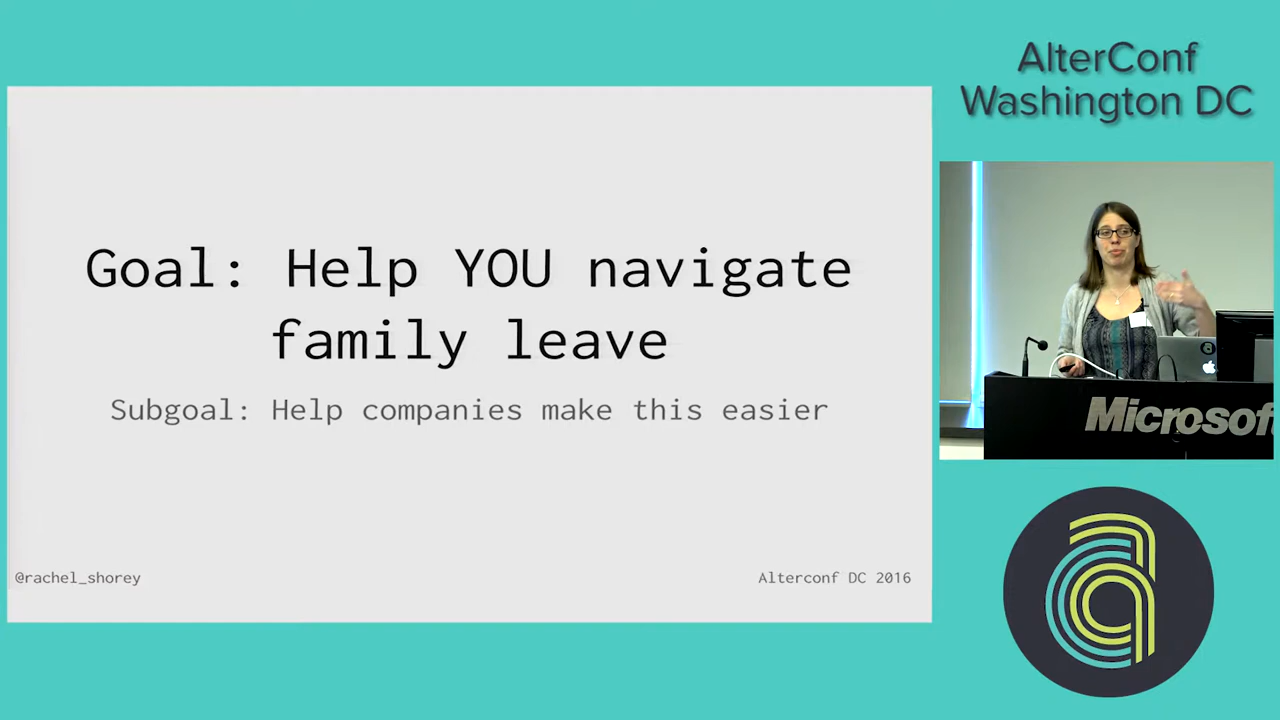 AlterConf
Washington DC
Goal: Help YOU navigate
family leave
Subgoal: Help companies make this easier
@rachel_shorey
Alterconf DC 2016
Microsoft